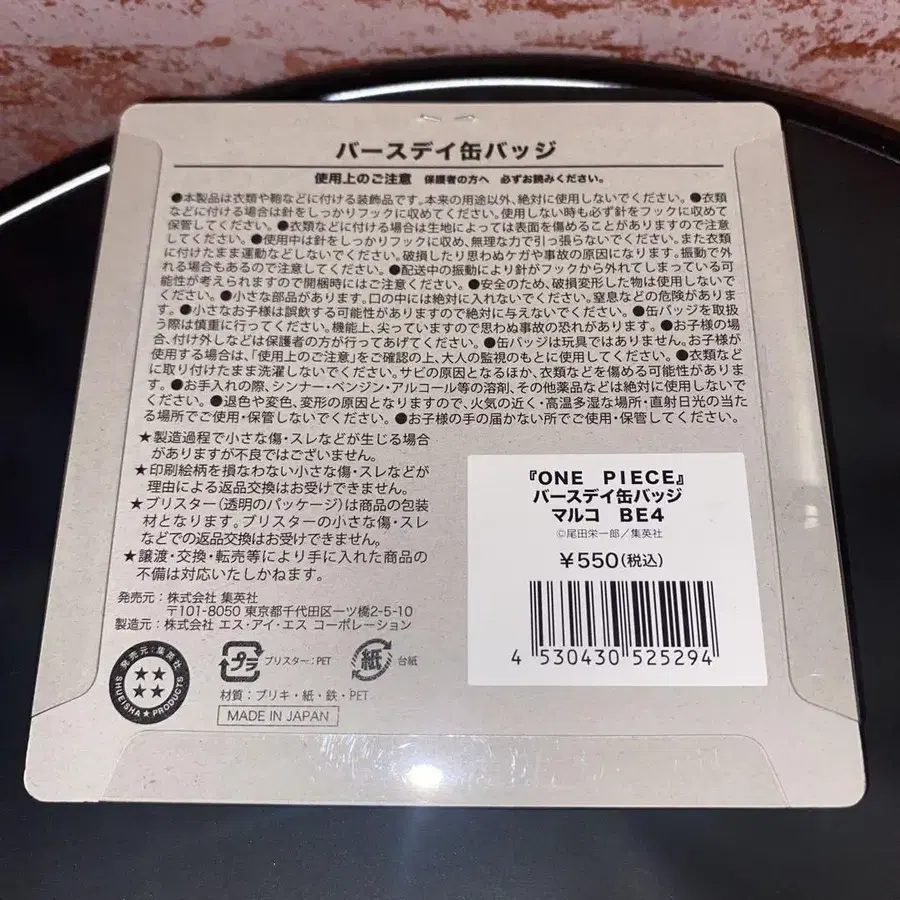 バースデイ缶バッジ
使用上のご注意 保護者の方へ 必ずお読みください。
●本製品は衣類や鞄などに付ける装飾品です。本来の用途以外、絶対に使用しないでください。●衣類
などに付ける場合は針をしっかりフックに収めてください。使用しない時も必ず針をフックに収めて
保管してください。●衣類などに付ける場合は生地によっては表面を傷めることがありますので注意
してください。●使用中は針をしっかりフックに収め、無理な力で引っ張らないでください。また衣類
に付けたまま運動などしないでください。破損したり思わぬケガや事故の原因になります。振動で外
れる場合もあるので注意してください。●配送中の振動により針がフックから外れてしまっている可
能性が考えられますので開梱時にはご注意ください。●安全のため、破損変形した物は使用しないで
ください。●小さな部品があります。口の中には絶対に入れないでください。窒息などの危険がありま
す。●小さなお子様は誤飲する可能性がありますので絶対に与えないでください。●缶バッジを取扱
う際は慎重に行ってください。機能上、尖っていますので思わぬ事故の恐れがあります。●お子様の場
合、付け外しなどは保護者の方が行ってあげてください。●缶バッジは玩具ではありません。お子様が
使用する場合は、「使用上のご注意」をご確認の上、大人の監視のもとに使用してください。●衣類など
に取り付けたまま洗濯しないでください。サビの原因となるほか、衣類などを傷める可能性がありま
す。●お手入れの際、シンナー・ベンジン・アルコール等の溶剤、その他薬品などは絶対に使用しないで
ください。●退色や変色、変形の原因となりますので、火気の近く・高温多湿な場所・直射日光の当た
る場所でご使用・保管しないでください。●お子様の手の届かない所でご使用・保管してください。
★製造過程で小さな傷・スレなどが生じる場合
がありますが不良ではございません。
★印刷絵柄を損なわない小さな傷・スレなどが
理由による返品交換はお受けできません。
★ブリスター(透明のパッケージ)は商品の包装
材となります。ブリスターの小さな傷・スレ
などでの返品交換はお受けできません。
★譲渡・交換・転売等により手に入れた商品の
不備は対応いたしかねます。
発売元：株式会社 集英社
〒101-8050 東京都千代田区一ツ橋2-5-10
製造元：株式会社 エス・アイ・エス コーポレーション
発売元：集英社
SHUEISHA★PRODUCTS
プラ ブリスター：PET 紙 台紙
材質：ブリキ・紙・鉄・PET
MADE IN JAPAN
『ONE PIECE』
バースデイ缶バッジ
マルコ BE4
©尾田栄一郎／集英社
¥550(税込)
4 530430 525294